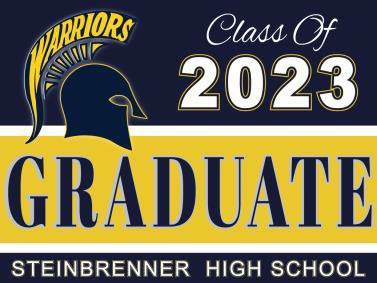 WARRIORS
Class Of
2023
GRADUATE
STEINBRENNER HIGH SCHOOL